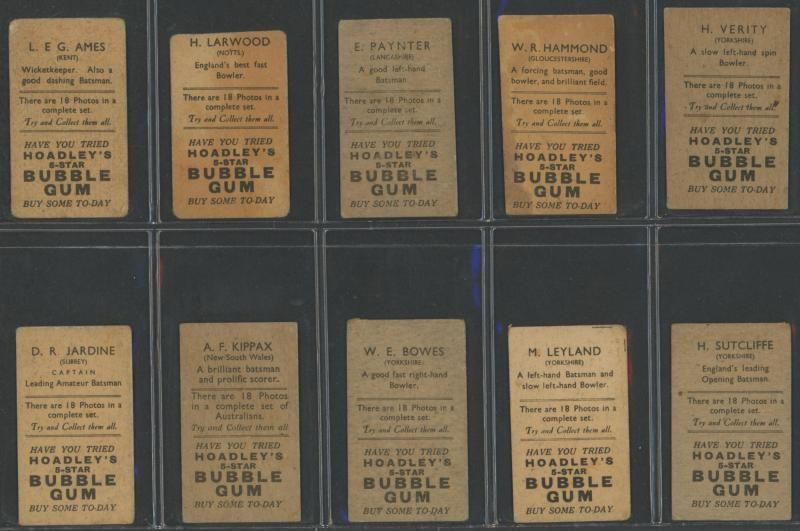 L. E G. AMES
(KENT)
Wicketkeeper. Also a
good dashing Batsman.
There are 18 Photos in a
complete set.
Try and Collect them all.
HAVE YOU TRIED
HOADLEY'S
5-STAR
BUBBLE
GUM
BUY SOME TO-DAY
H. LARWOOD
(NOTTS.)
England's best fast
Bowler.
There are 18 Photos in a
complete set.
Try and Collect them all.
HAVE YOU TRIED
HOADLEY'S
5-STAR
BUBBLE
GUM
BUY SOME TO-DAY
E. PAYNTER
(LANCASHIRE)
A good left-hand
Batsman.
There are 18 Photos in a
complete set.
Try and Collect them all.
HAVE YOU TRIED
HOADLEY'S
5-STAR
BUBBLE
GUM
BUY SOME TO-DAY
W. R. HAMMOND
(GLOUCESTERSHIRE)
A forcing batsman, good
bowler, and brilliant field.
There are 18 Photos in a
complete set.
Try and Collect them all.
HAVE YOU TRIED
HOADLEY'S
5-STAR
BUBBLE
GUM
BUY SOME TO-DAY
H. VERITY
(YORKSHIRE)
A slow left-hand spin
Bowler.
There are 18 Photos in a
complete set.
Try and Collect them all.
HAVE YOU TRIED
HOADLEY'S
5-STAR
BUBBLE
GUM
BUY SOME TO-DAY
D. R. JARDINE
(SURREY)
CAPTAIN
Leading Amateur Batsman
There are 18 Photos in a
complete set.
Try and Collect them all.
HAVE YOU TRIED
HOADLEY'S
5-STAR
BUBBLE
GUM
BUY SOME TO-DAY
A. F. KIPPAX
(New South Wales)
A brilliant batsman
and prolific scorer.
There are 18 Photos
in a complete set of
Australians.
Try and Collect them all
HAVE YOU TRIED
HOADLEY'S
5-STAR
BUBBLE
GUM
BUY SOME TO-DAY
W. E. BOWES
(YORKSHIRE)
A good fast right-hand
Bowler.
There are 18 Photos in a
complete set.
Try and Collect them all.
HAVE YOU TRIED
HOADLEY'S
5-STAR
BUBBLE
GUM
BUY SOME TO-DAY
M. LEYLAND
(YORKSHIRE)
A left-hand Batsman and
slow left-hand Bowler.
There are 18 Photos in a
complete set.
Try and Collect them all.
HAVE YOU TRIED
HOADLEY'S
5-STAR
BUBBLE
GUM
BUY SOME TO-DAY
H. SUTCLIFFE
(YORKSHIRE)
England's leading
Opening Batsman.
There are 18 Photos in a
complete set.
Try and Collect them all.
HAVE YOU TRIED
HOADLEY'S
5-STAR
BUBBLE
GUM
BUY SOME TO-DAY